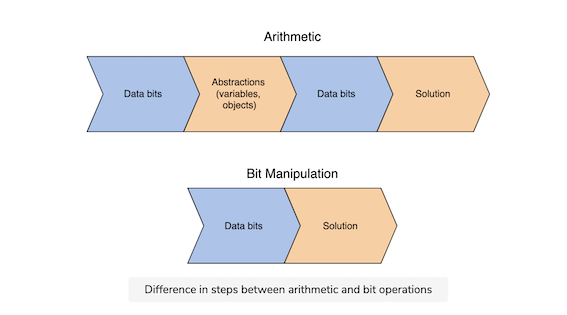 Arithmetic
Data bits
Abstractions
(variables,
objects)
Data bits
Solution
Bit Manipulation
Data bits
Solution
Difference in steps between arithmetic and bit operations